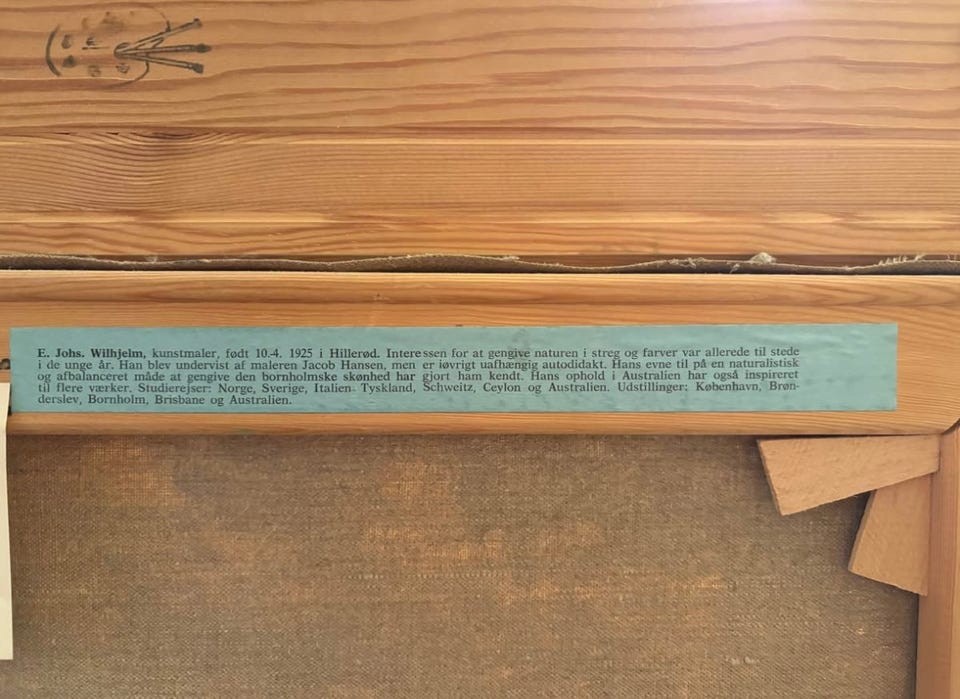 E. Johs. Wilhjelm, kunstmaler, født 10.-4. 1925 i Hillerød. Interessen for at gengive naturen i streg og farver var allerede til stede
i de unge år. Han blev undervist af maleren Jacob Hansen, men er iøvrigt uafhængig autodidakt. Hans evne til på en naturalistisk
og afbalanceret måde at gengive den bornholmske skønhed har gjort ham kendt. Hans ophold i Australien har også inspireret
til flere værker. Studierejser: Norge, Sverige, Italien Tyskland, Schweitz, Ceylon og Australien. Udstillinger: København, Brøn-
derslev, Bornholm, Brisbane og Australien.